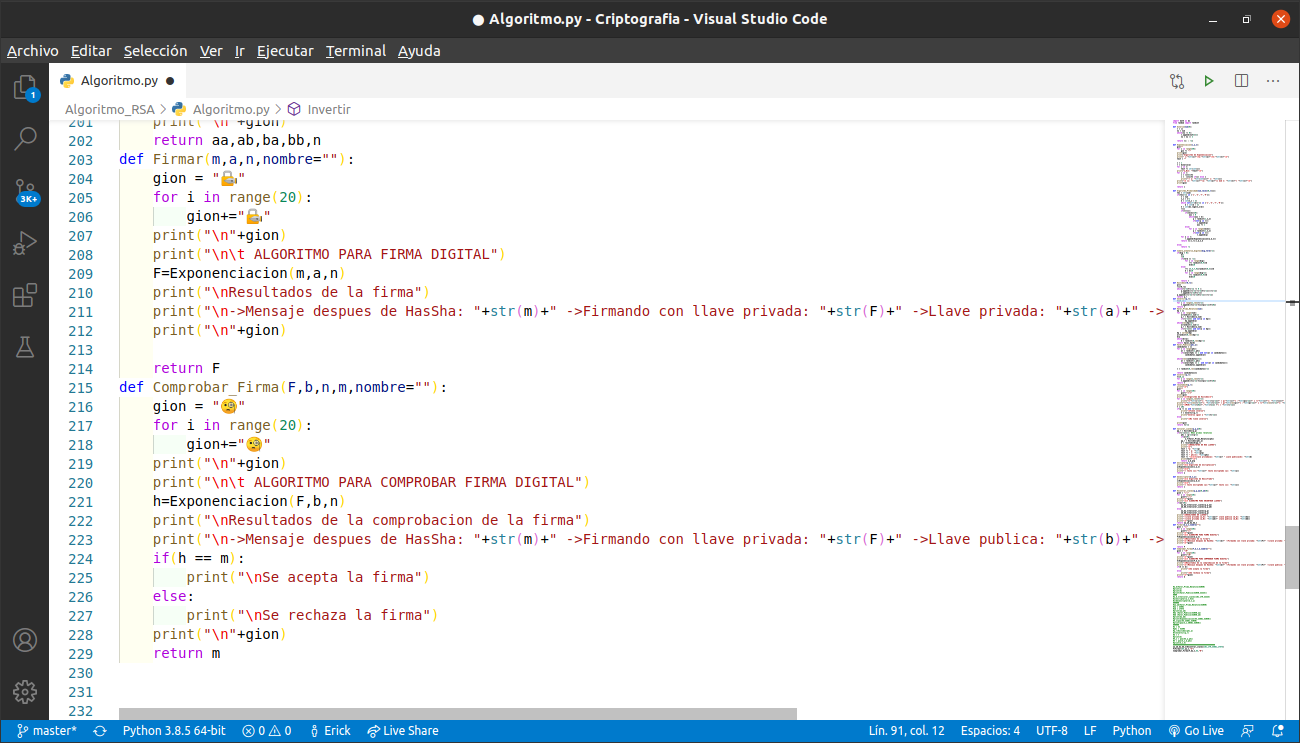 ● Algoritmo.py - Criptografia - Visual Studio Code
Archivo Editar Selección Ver Ir Ejecutar Terminal Ayuda
1
Algoritmo.py ●
Algoritmo_RSA > Algoritmo.py > Invertir
3K+
201 print("\n"+gion)
202 return aa,ab,ba,bb,n
203 def Firmar(m,a,n,nombre=""):
204 gion = "🔐"
205 for i in range(20):
206 gion+="🔐"
207 print("\n"+gion)
208 print("\n\t ALGORITMO PARA FIRMA DIGITAL")
209 F=Exponenciacion(m,a,n)
210 print("\nResultados de la firma")
211 print("\n->Mensaje despues de HasSha: "+str(m)+" ->Firmando con llave privada: "+str(F)+" ->Llave privada: "+str(a)+" ->
212 print("\n"+gion)
213
214 return F
215 def Comprobar_Firma(F,b,n,m,nombre=""):
216 gion = "🧐"
217 for i in range(20):
218 gion+="🧐"
219 print("\n"+gion)
220 print("\n\t ALGORITMO PARA COMPROBAR FIRMA DIGITAL")
221 h=Exponenciacion(F,b,n)
222 print("\nResultados de la comprobacion de la firma")
223 print("\n->Mensaje despues de HasSha: "+str(m)+" ->Firmando con llave privada: "+str(F)+" ->Llave publica: "+str(b)+" ->
224 if(h == m):
225 print("\nSe acepta la firma")
226 else:
227 print("\nSe rechaza la firma")
228 print("\n"+gion)
229 return m
230
231
232
master* Python 3.8.5 64-bit 0 0 Erick Live Share Lín. 91, col. 12 Espacios: 4 UTF-8 LF Python Go Live